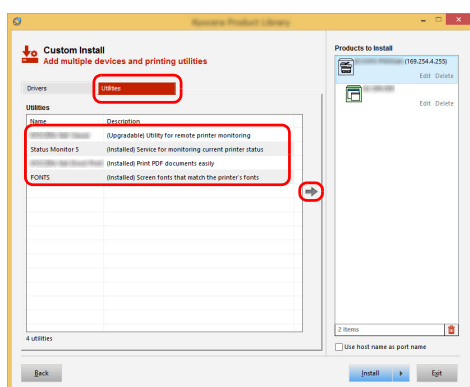 Custom Install
Add multiple devices and printing utilities
Drivers
Utilities
Utilities
Name Description
(Upgradable) Utility for remote printer monitoring
Status Monitor 5 (Installed) Service for monitoring current printer status
(Installed) Print PDF documents easily
FONTS (Installed) Screen fonts that match the printer's fonts
4 utilities
Products to Install
(169.254.4.255)
Edit Delete
Edit Delete
2 items
Use host name as port name
Back
Install
Exit